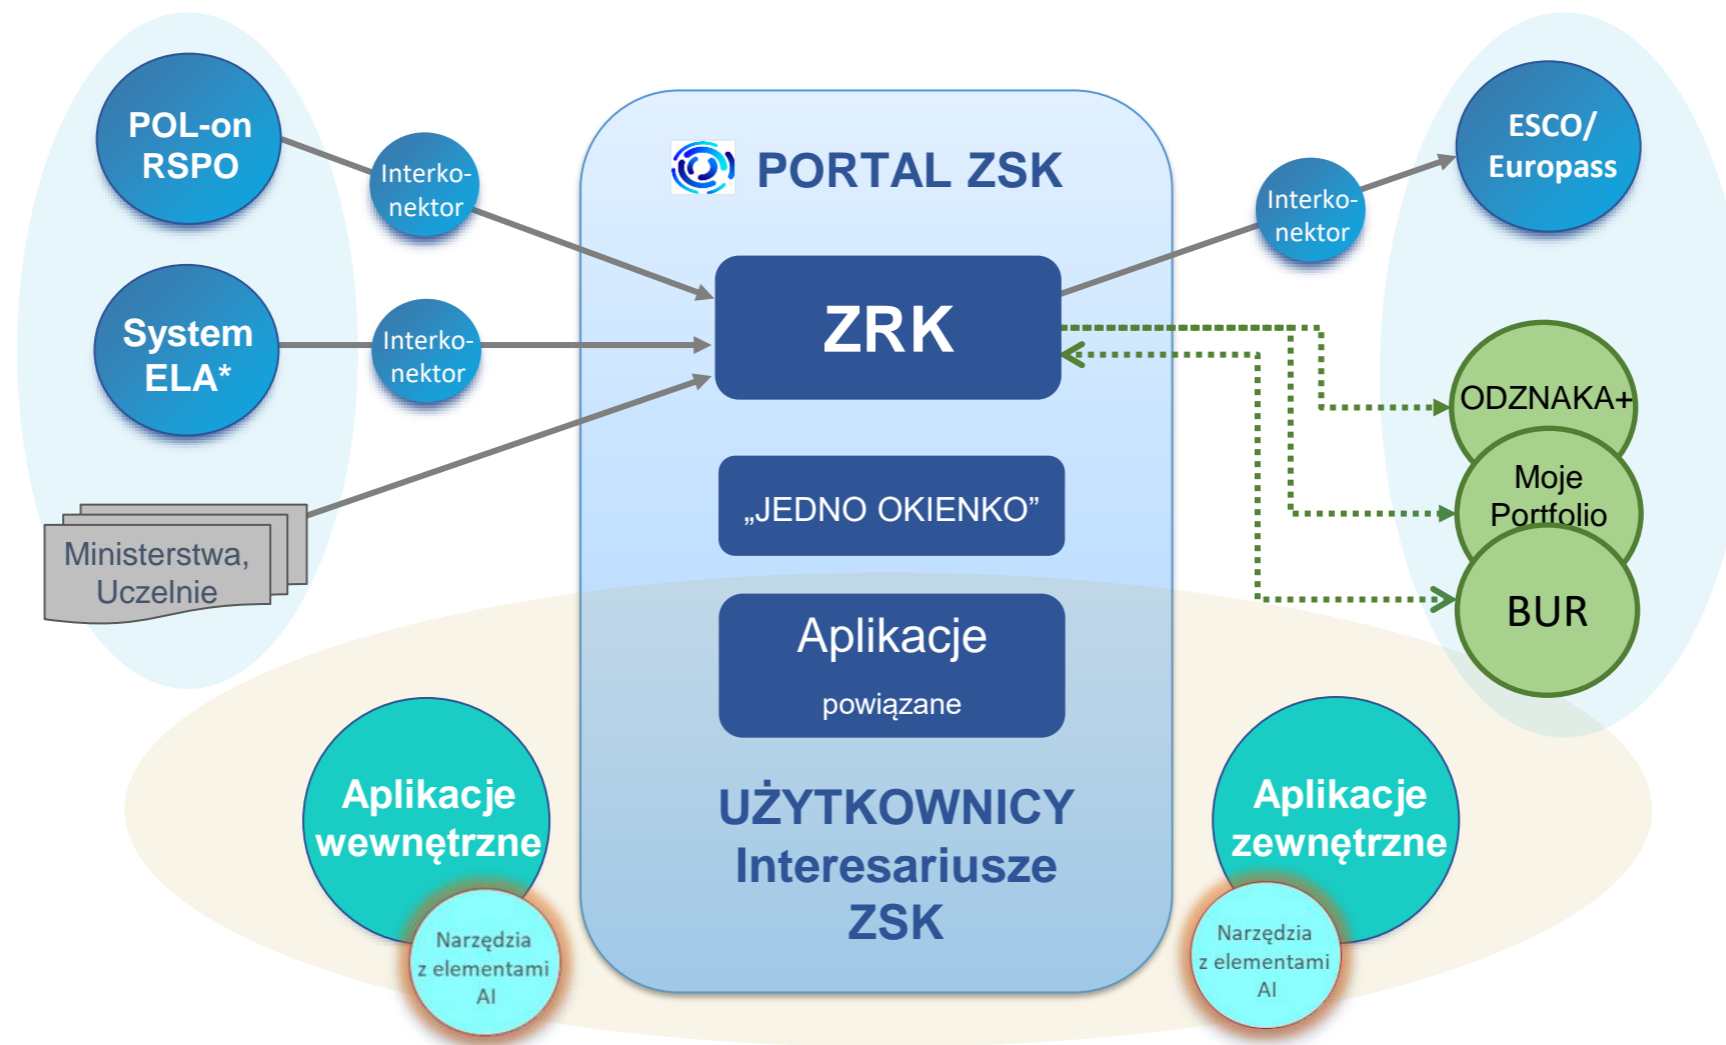 POL-on
RSPO
Interko-
nektor
System
ELA*
Interko-
nektor
Ministerstwa,
Uczelnie
PORTAL ZSK
ZRK
„JEDNO OKIENKO”
Aplikacje
powiązane
UŻYTKOWNICY
Interesariusze
ZSK
Interko-
nektor
ESCO/
Europass
ODZNAKA+
Moje
Portfolio
BUR
Aplikacje
wewnętrzne
Narzędzia
z elementami
AI
Aplikacje
zewnętrzne
Narzędzia
z elementami
AI